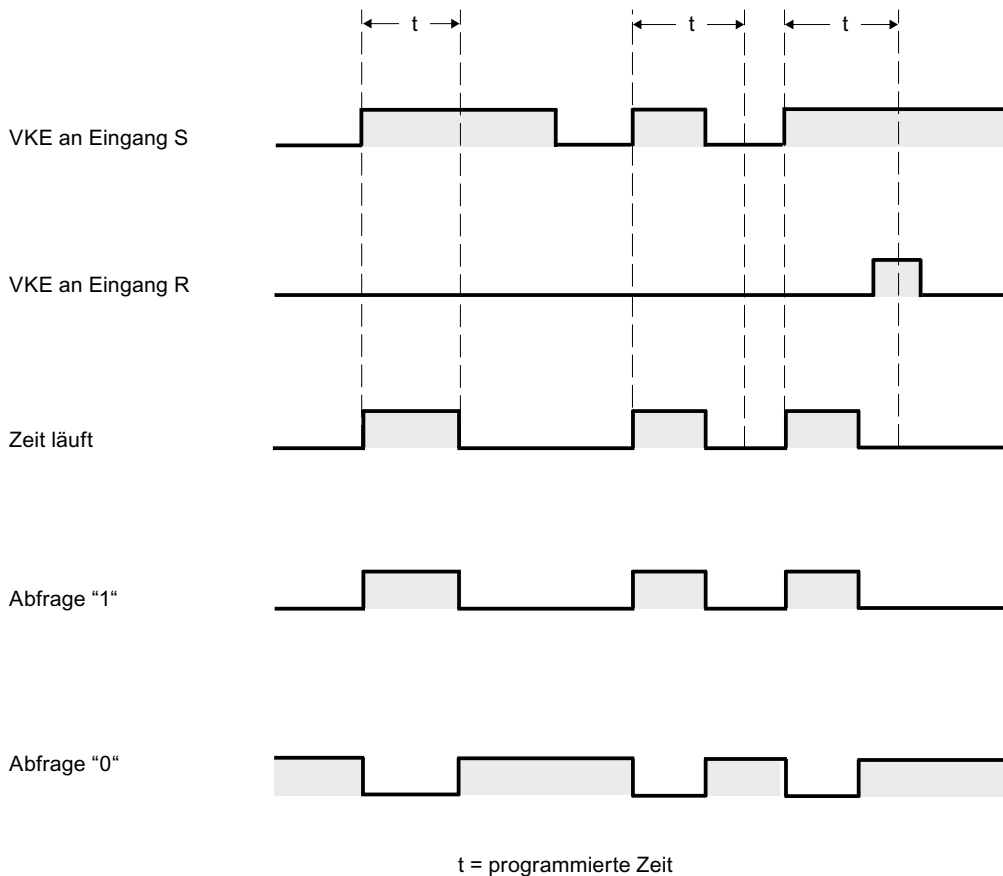 t
t
t
VKE an Eingang S
VKE an Eingang R
Zeit läuft
Abfrage “1“
Abfrage “0“
t = programmierte Zeit